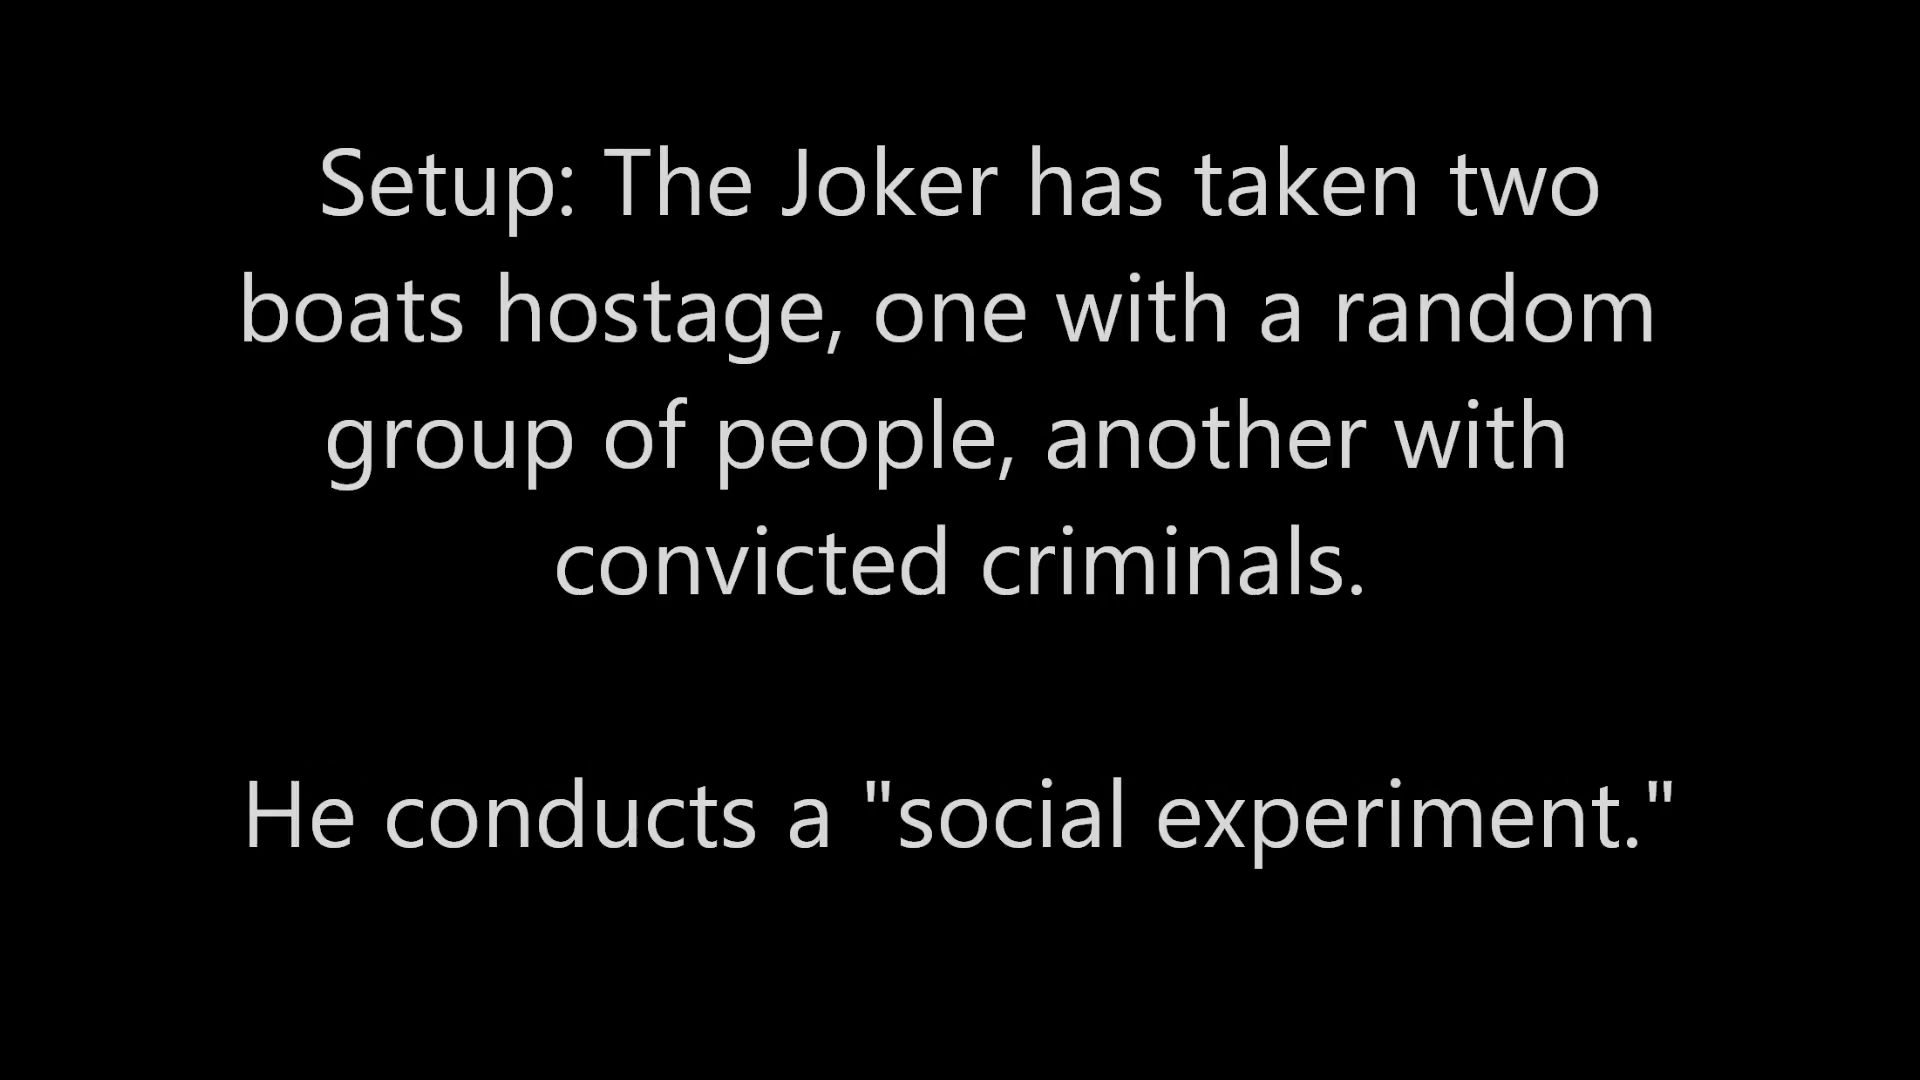 Setup: The Joker has taken two
boats hostage, one with a random
group of people, another with
convicted criminals.
He conducts a "social experiment."